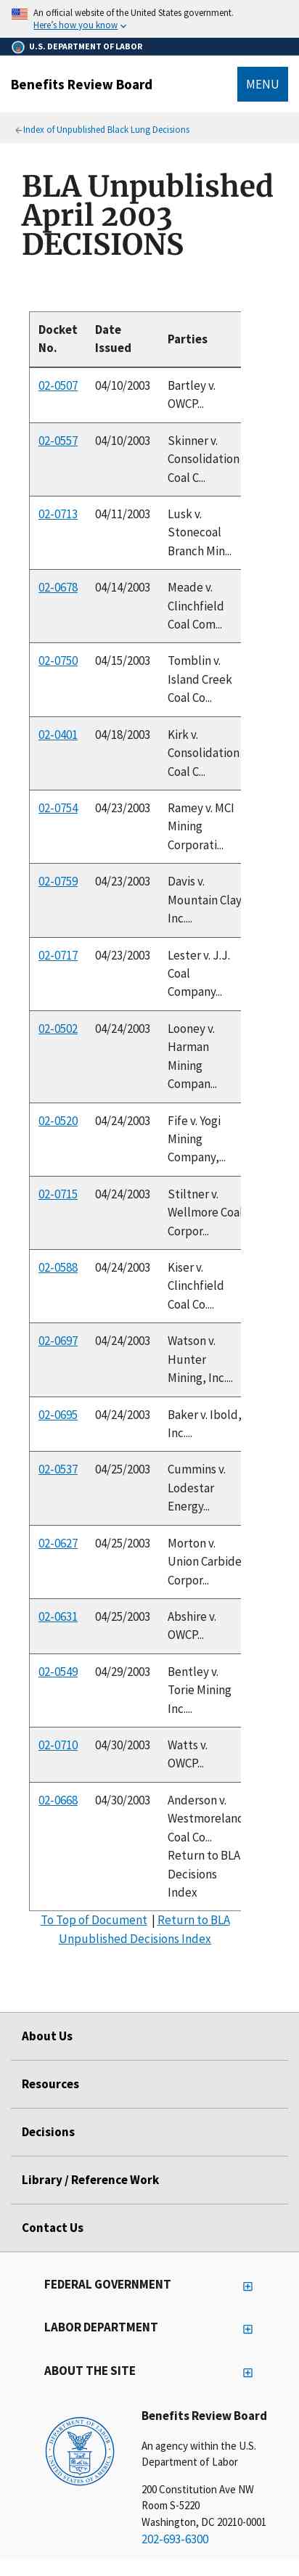 An official website of the United States government.
Here's how you know
U.S. DEPARTMENT OF LABOR
Benefits Review Board
MENU
Index of Unpublished Black Lung Decisions
BLA Unpublished
April 2003
DECISIONS
Docket No. Date Issued Parties
02-0507 04/10/2003 Bartley v. OWCP...
02-0557 04/10/2003 Skinner v. Consolidation Coal C...
02-0713 04/11/2003 Lusk v. Stonecoal Branch Min...
02-0678 04/14/2003 Meade v. Clinchfield Coal Com...
02-0750 04/15/2003 Tomblin v. Island Creek Coal Co...
02-0401 04/18/2003 Kirk v. Consolidation Coal C...
02-0754 04/23/2003 Ramey v. MCI Mining Corporati...
02-0759 04/23/2003 Davis v. Mountain Clay Inc....
02-0717 04/23/2003 Lester v. J.J. Coal Company...
02-0502 04/24/2003 Looney v. Harman Mining Compan...
02-0520 04/24/2003 Fife v. Yogi Mining Company,...
02-0715 04/24/2003 Stiltner v. Wellmore Coal Corpor...
02-0588 04/24/2003 Kiser v. Clinchfield Coal Co....
02-0697 04/24/2003 Watson v. Hunter Mining, Inc....
02-0695 04/24/2003 Baker v. Ibold, Inc....
02-0537 04/25/2003 Cummins v. Lodestar Energy...
02-0627 04/25/2003 Morton v. Union Carbide Corpor...
02-0631 04/25/2003 Abshire v. OWCP...
02-0549 04/29/2003 Bentley v. Torie Mining Inc....
02-0710 04/30/2003 Watts v. OWCP...
02-0668 04/30/2003 Anderson v. Westmoreland Coal Co... Return to BLA Decisions Index
To Top of Document | Return to BLA
Unpublished Decisions Index
About Us
Resources
Decisions
Library / Reference Work
Contact Us
FEDERAL GOVERNMENT
LABOR DEPARTMENT
ABOUT THE SITE
DEPARTMENT OF LABOR
UNITED STATES OF AMERICA
Benefits Review Board
An agency within the U.S.
Department of Labor
200 Constitution Ave NW
Room S-5220
Washington, DC 20210-0001
202-693-6300